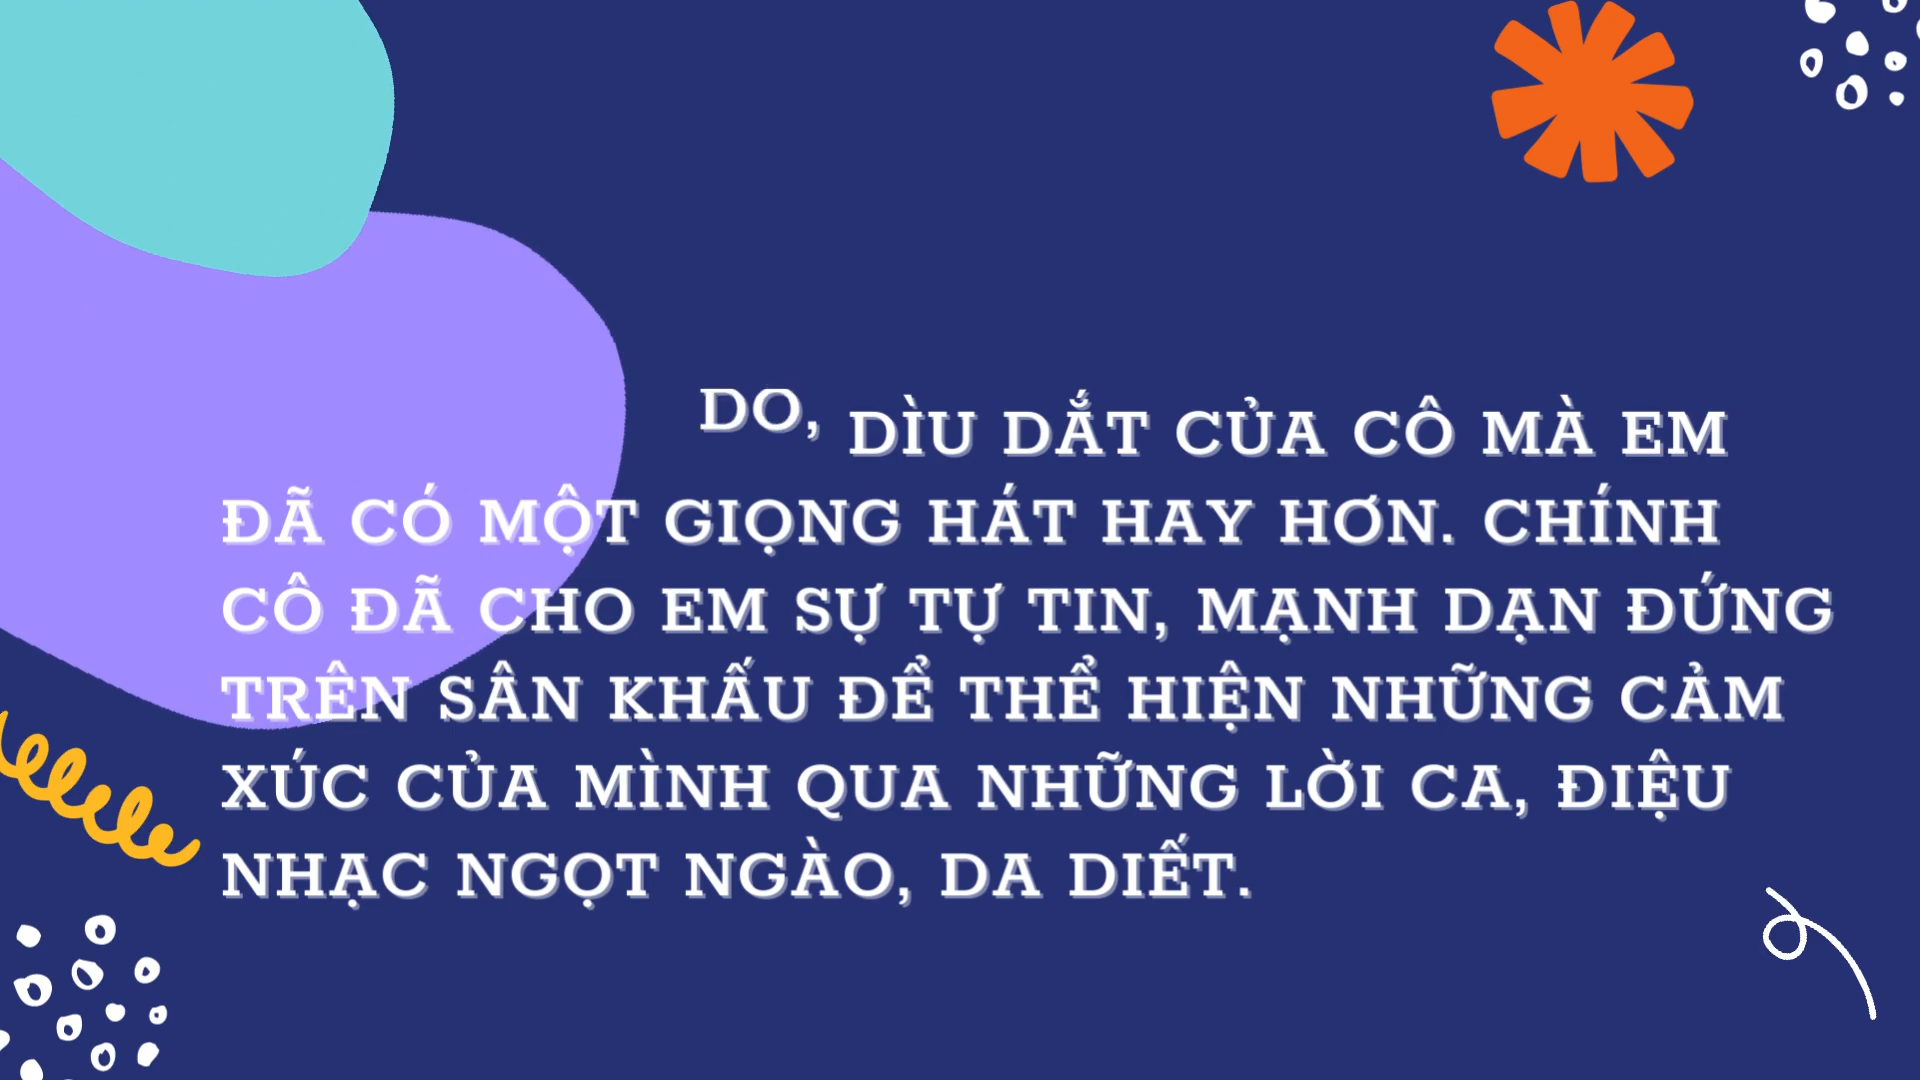 DO, DÌU DẮT CỦA CÔ MÀ EM
ĐÃ CÓ MỘT GIỌNG HÁT HAY HƠN. CHÍNH
CÔ ĐÃ CHO EM SỰ TỰ TIN, MẠNH DẠN ĐỨNG
TRÊN SÂN KHẤU ĐỂ THỂ HIỆN NHỮNG CẢM
XÚC CỦA MÌNH QUA NHỮNG LỜI CA, ĐIỆU
NHẠC NGỌT NGÀO, DA DIẾT.